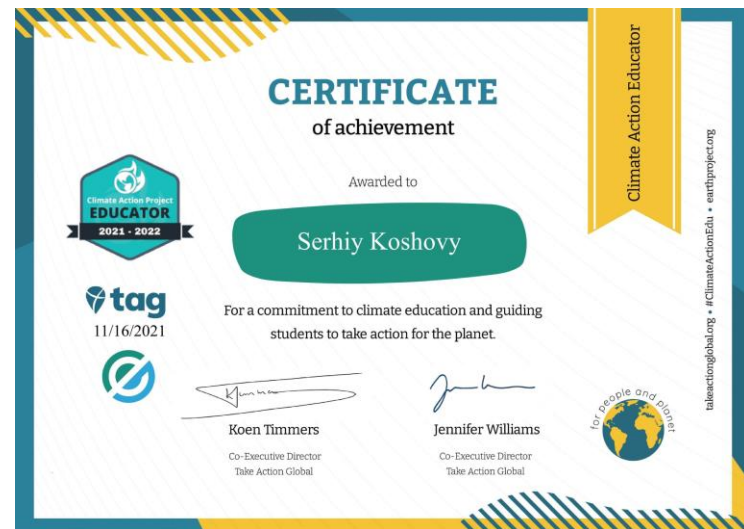 CERTIFICATE
of achievement
Climate Action Educator
Awarded to
Climate Action Project
EDUCATOR
2021 - 2022
Serhiy Koshovy
tag
11/16/2021
For a commitment to climate education and guiding
students to take action for the planet.
Koen Timmers
Co-Executive Director
Take Action Global
Jennifer Williams
Co-Executive Director
Take Action Global
for people and planet
takeactionglobal.org • #ClimateActionEdu • earthproject.org